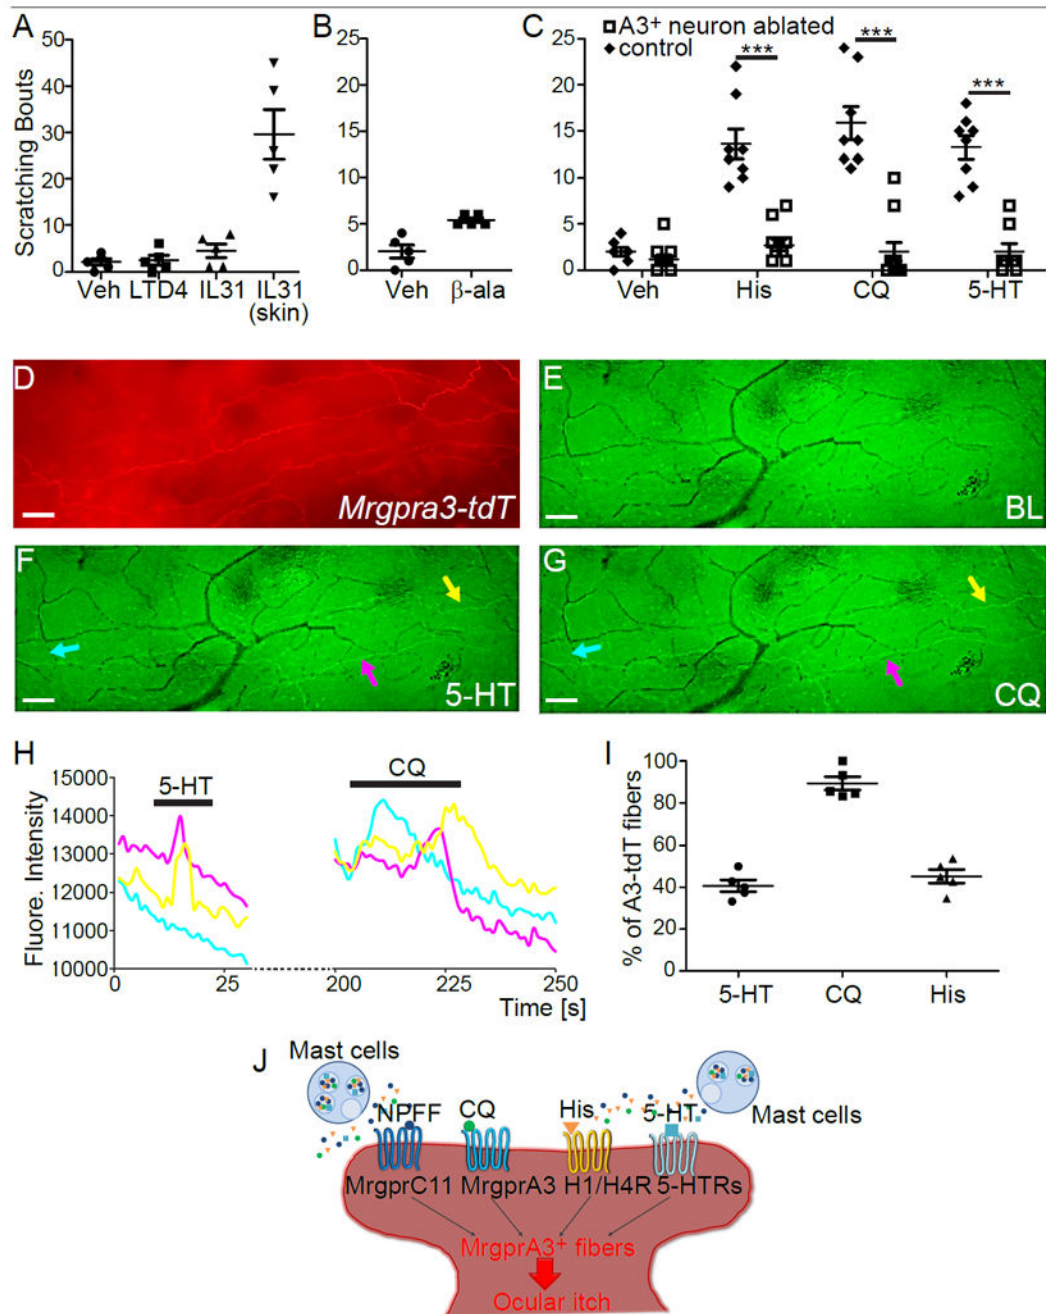 A
Scratching Bouts
50
40
30
20
10
0
Veh
LTD4
IL31
IL31
(skin)
B
25
20
15
10
5
0
Veh
β-ala
C
A3+ neuron ablated
control
25
20
15
10
5
0
***
***
***
Veh
His
CQ
5-HT
D
Mrgpra3-tdT
E
BL
F
5-HT
G
CQ
H
Fluore. Intensity
15000
14000
13000
12000
11000
10000
5-HT
CQ
0
25
200
225
250
Time [s]
I
% of A3-tdT fibers
100
80
60
40
20
0
5-HT
CQ
His
J
Mast cells
Mast cells
NPFF
CQ
His
5-HT
MrgprC11
MrgprA3
H1/H4R
5-HTRs
MrgprA3+ fibers
Ocular itch